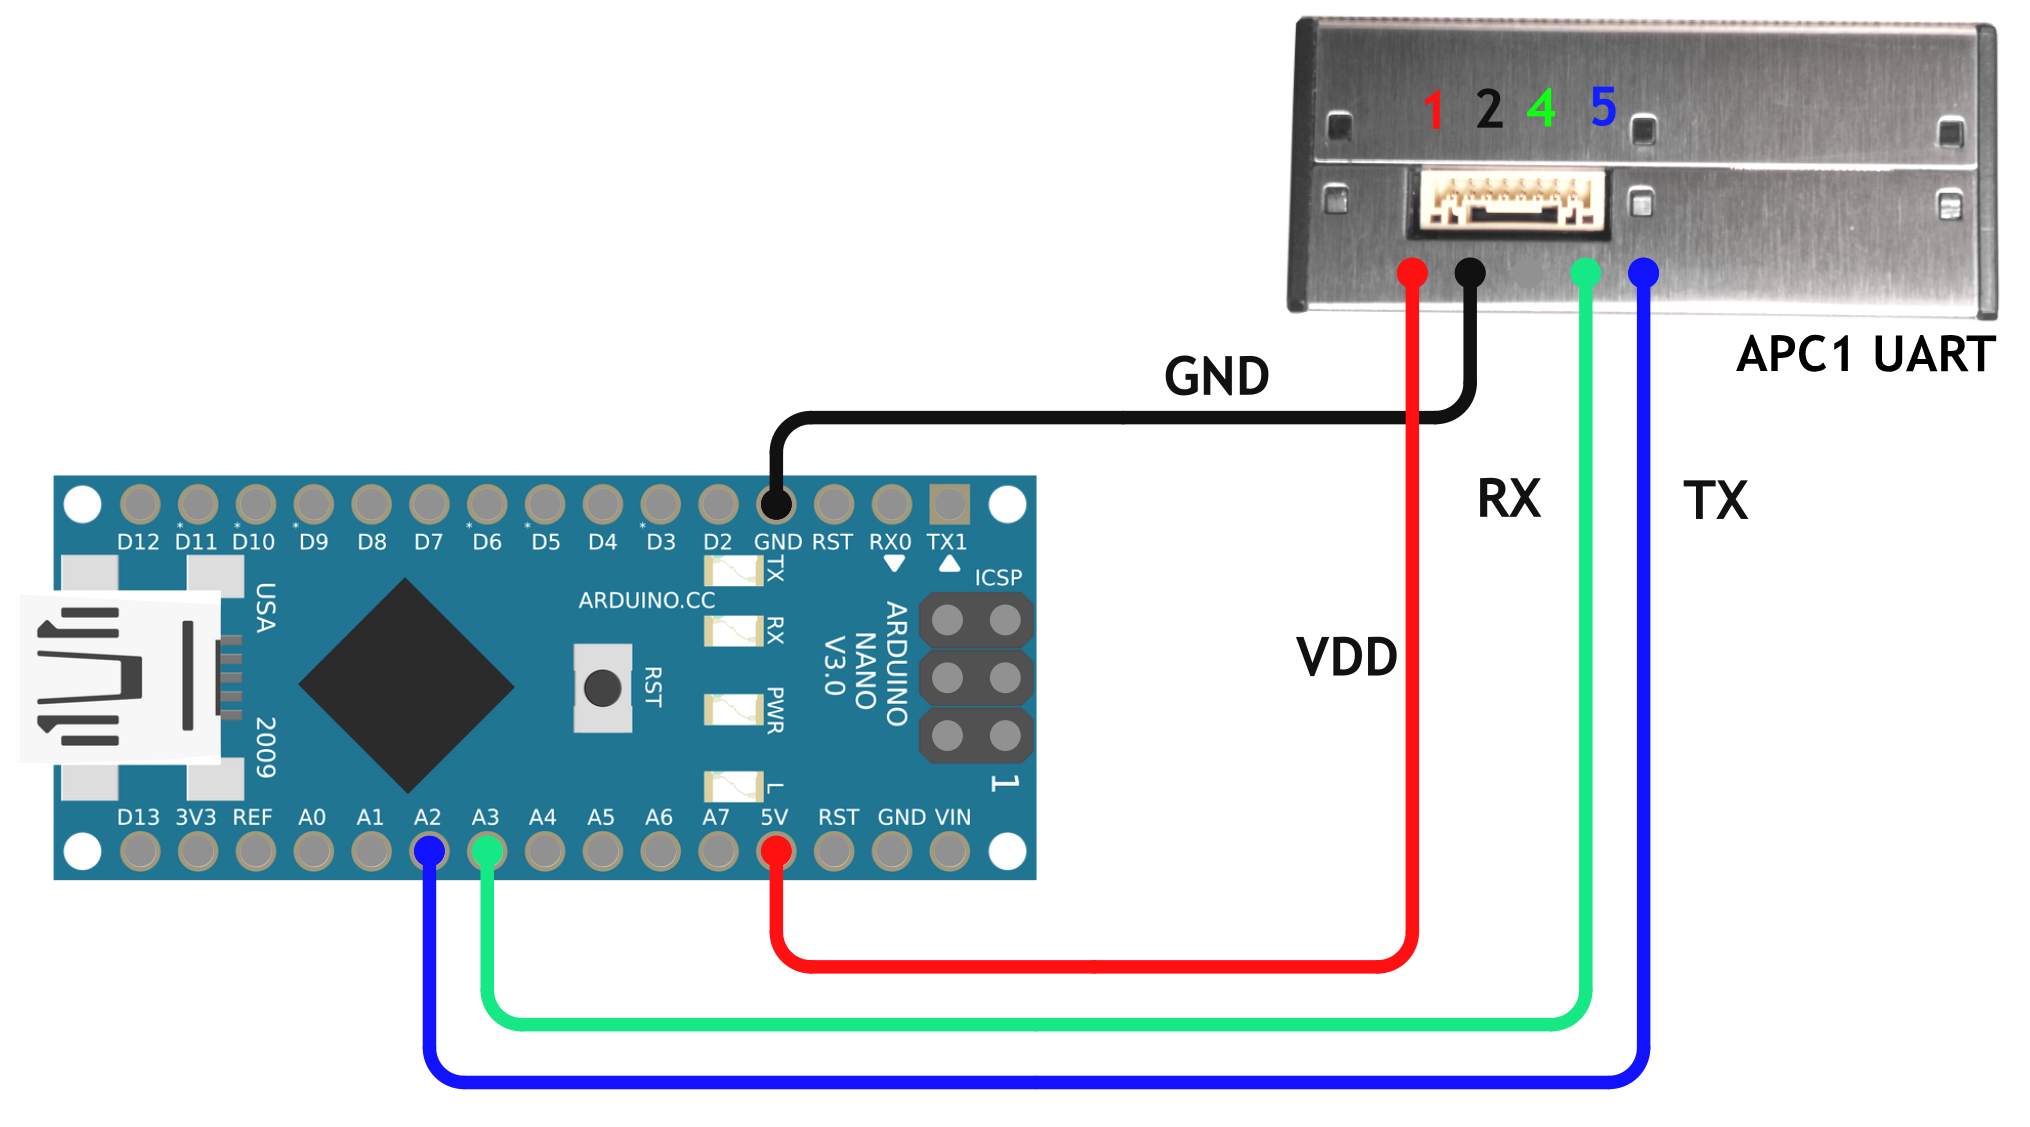 1 2 4 5
APC1 UART
GND
RX
TX
VDD
D12 D11 D10 D9 D8 D7 D6 D5 D4 D3 D2 GND RST RX0 TX1
* * * * * *
ICSP
USA
2009
ARDUINO.CC
RST
TX
RX
PWR
L
ARDUINO
NANO
V3.0
1
D13 3V3 REF A0 A1 A2 A3 A4 A5 A6 A7 5V RST GND VIN